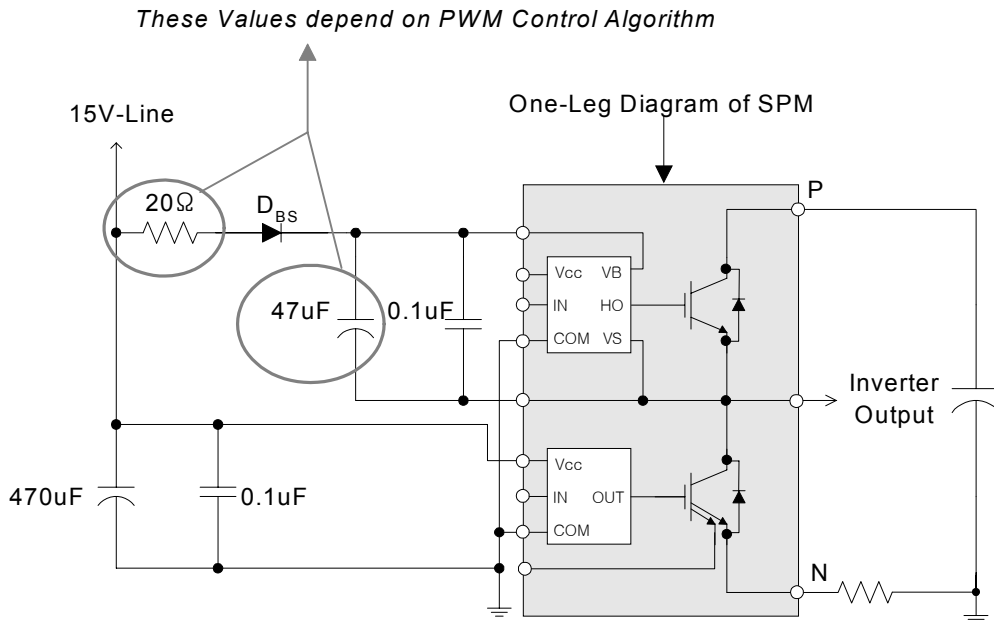 These Values depend on PWM Control Algorithm
15V-Line
One-Leg Diagram of SPM
P
20Ω
D_BS
Vcc
VB
IN
HO
COM
VS
47uF
0.1uF
Inverter
Output
Vcc
IN
OUT
COM
470uF
0.1uF
N